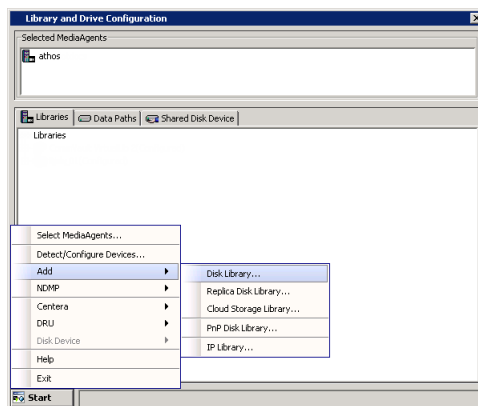 Library and Drive Configuration
Selected MediaAgents
athos
Libraries
Data Paths
Shared Disk Device
Libraries
Select MediaAgents...
Detect/Configure Devices...
Add
NDMP
Centera
DRU
Disk Device
Help
Exit
Disk Library...
Replica Disk Library...
Cloud Storage Library...
PnP Disk Library...
IP Library...
Start